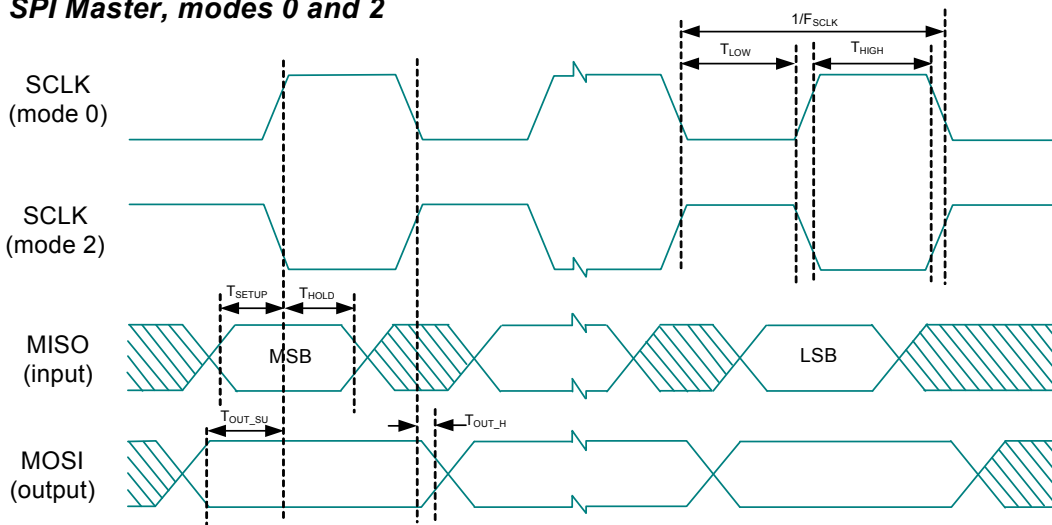 SPI Master, modes 0 and 2
1/FSCLK
TLOW
THIGH
SCLK
(mode 0)
SCLK
(mode 2)
TSETUP
THOLD
MISO
(input)
MSB
LSB
TOUT_SU
TOUT_H
MOSI
(output)